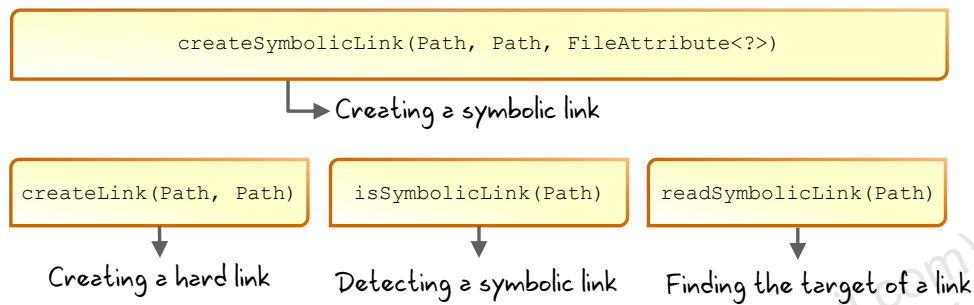 createSymbolicLink(Path, Path, FileAttribute<?>)
Creating a symbolic link
createLink(Path, Path)
isSymbolicLink(Path)
readSymbolicLink(Path)
Creating a hard link
Detecting a symbolic link
Finding the target of a link